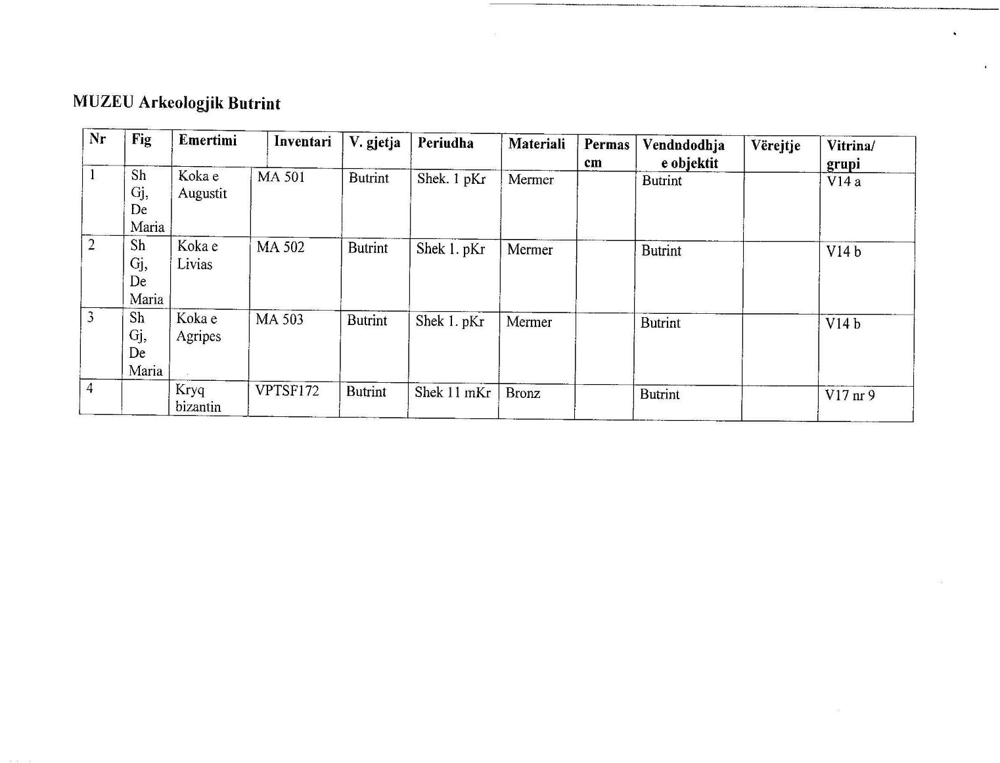 MUZEU Arkeologjik Butrint
Nr Fig Emertimi Inventari V. gjetja Periudha Materiali Permas cm Vendndodhja e objektit Vërejtje Vitrina/ grupi
1 Sh Gj, De Maria Koka e Augustit MA 501 Butrint Shek. 1 pKr Mermer Butrint V14 a
2 Sh Gj, De Maria Koka e Livias MA 502 Butrint Shek 1. pKr Mermer Butrint V14 b
3 Sh Gj, De Maria Koka e Agripes MA 503 Butrint Shek 1. pKr Mermer Butrint V14 b
4 Kryq bizantin VPTSF172 Butrint Shek 11 mKr Bronz Butrint V17 nr 9